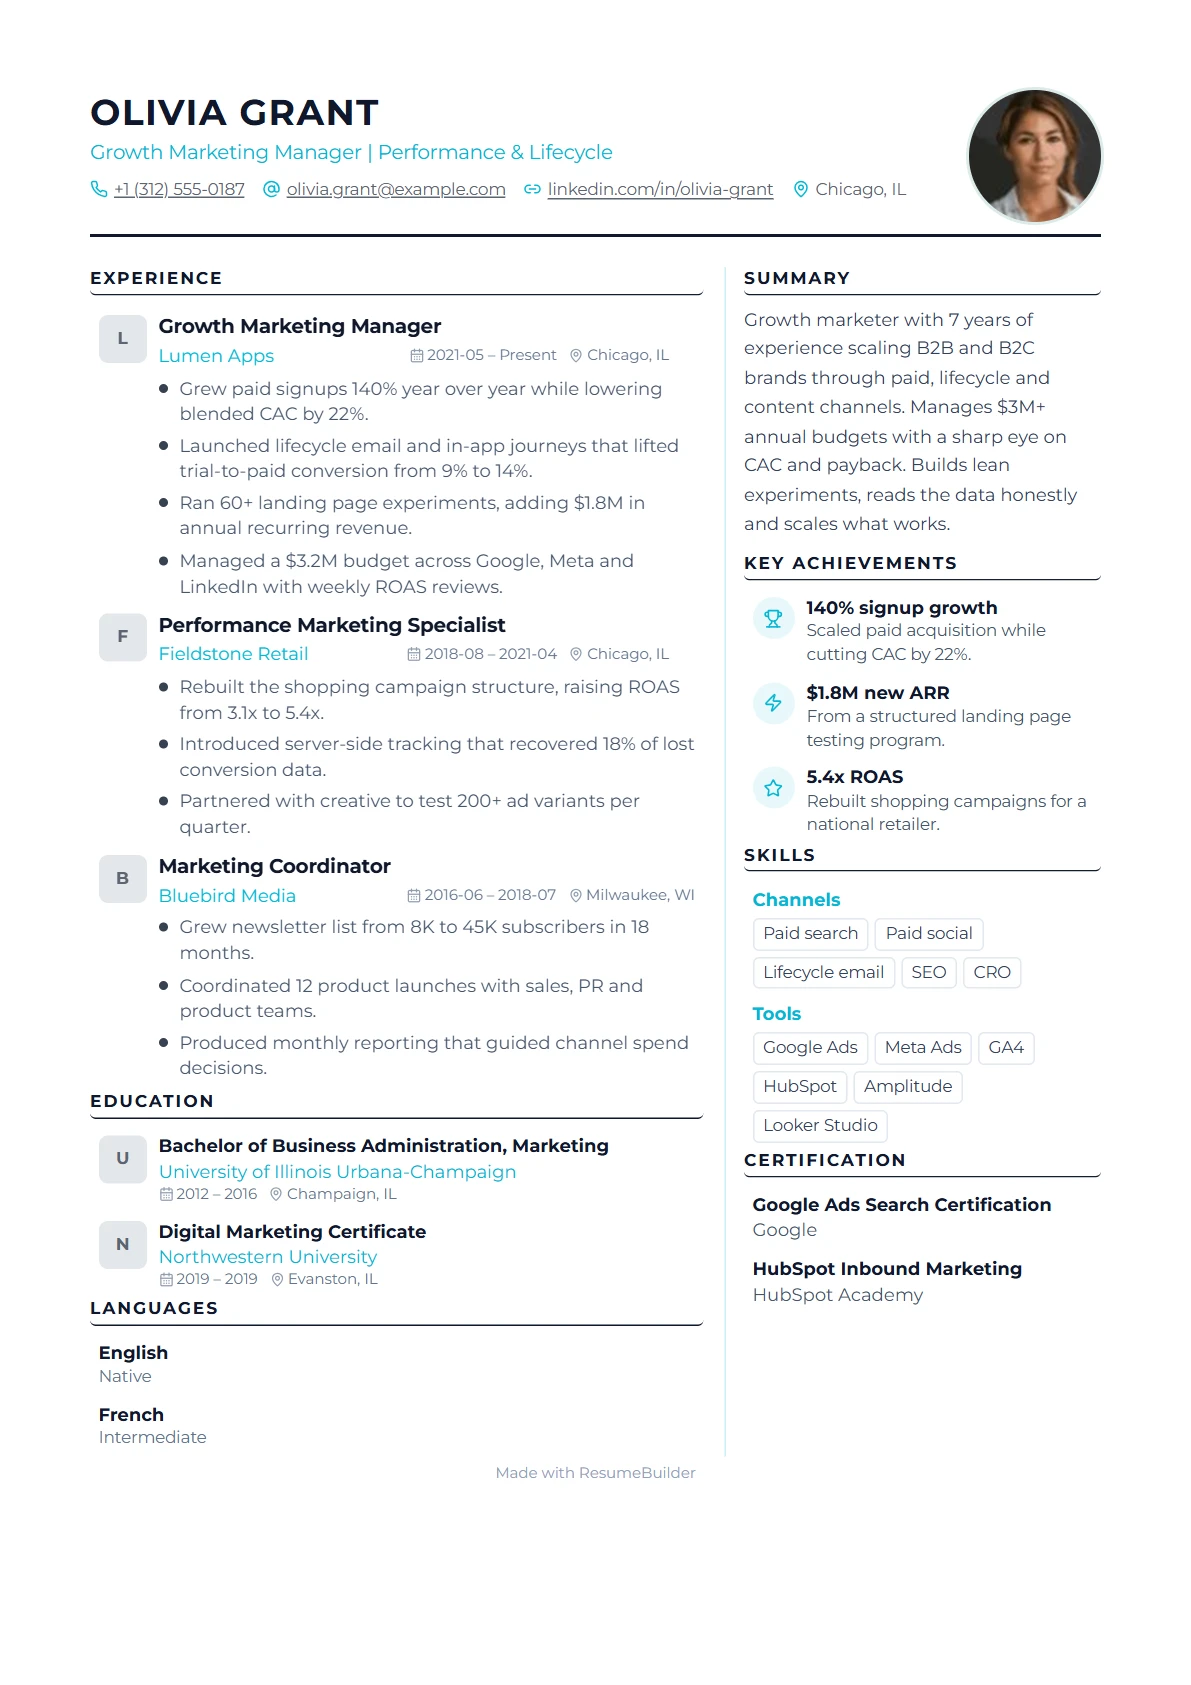 OLIVIA GRANT
Growth Marketing Manager | Performance & Lifecycle
+1 (312) 555-0187 olivia.grant@example.com linkedin.com/in/olivia-grant Chicago, IL
EXPERIENCE
L
Growth Marketing Manager
Lumen Apps 2021-05 – Present Chicago, IL
Grew paid signups 140% year over year while lowering
blended CAC by 22%.
Launched lifecycle email and in-app journeys that lifted
trial-to-paid conversion from 9% to 14%.
Ran 60+ landing page experiments, adding $1.8M in
annual recurring revenue.
Managed a $3.2M budget across Google, Meta and
LinkedIn with weekly ROAS reviews.
F
Performance Marketing Specialist
Fieldstone Retail 2018-08 – 2021-04 Chicago, IL
Rebuilt the shopping campaign structure, raising ROAS
from 3.1x to 5.4x.
Introduced server-side tracking that recovered 18% of lost
conversion data.
Partnered with creative to test 200+ ad variants per
quarter.
B
Marketing Coordinator
Bluebird Media 2016-06 – 2018-07 Milwaukee, WI
Grew newsletter list from 8K to 45K subscribers in 18
months.
Coordinated 12 product launches with sales, PR and
product teams.
Produced monthly reporting that guided channel spend
decisions.
EDUCATION
U
Bachelor of Business Administration, Marketing
University of Illinois Urbana-Champaign
2012 – 2016 Champaign, IL
N
Digital Marketing Certificate
Northwestern University
2019 – 2019 Evanston, IL
LANGUAGES
English
Native
French
Intermediate
SUMMARY
Growth marketer with 7 years of
experience scaling B2B and B2C
brands through paid, lifecycle and
content channels. Manages $3M+
annual budgets with a sharp eye on
CAC and payback. Builds lean
experiments, reads the data honestly
and scales what works.
KEY ACHIEVEMENTS
140% signup growth
Scaled paid acquisition while
cutting CAC by 22%.
$1.8M new ARR
From a structured landing page
testing program.
5.4x ROAS
Rebuilt shopping campaigns for a
national retailer.
SKILLS
Channels
Paid search Paid social
Lifecycle email SEO CRO
Tools
Google Ads Meta Ads GA4
HubSpot Amplitude
Looker Studio
CERTIFICATION
Google Ads Search Certification
Google
HubSpot Inbound Marketing
HubSpot Academy
Made with ResumeBuilder